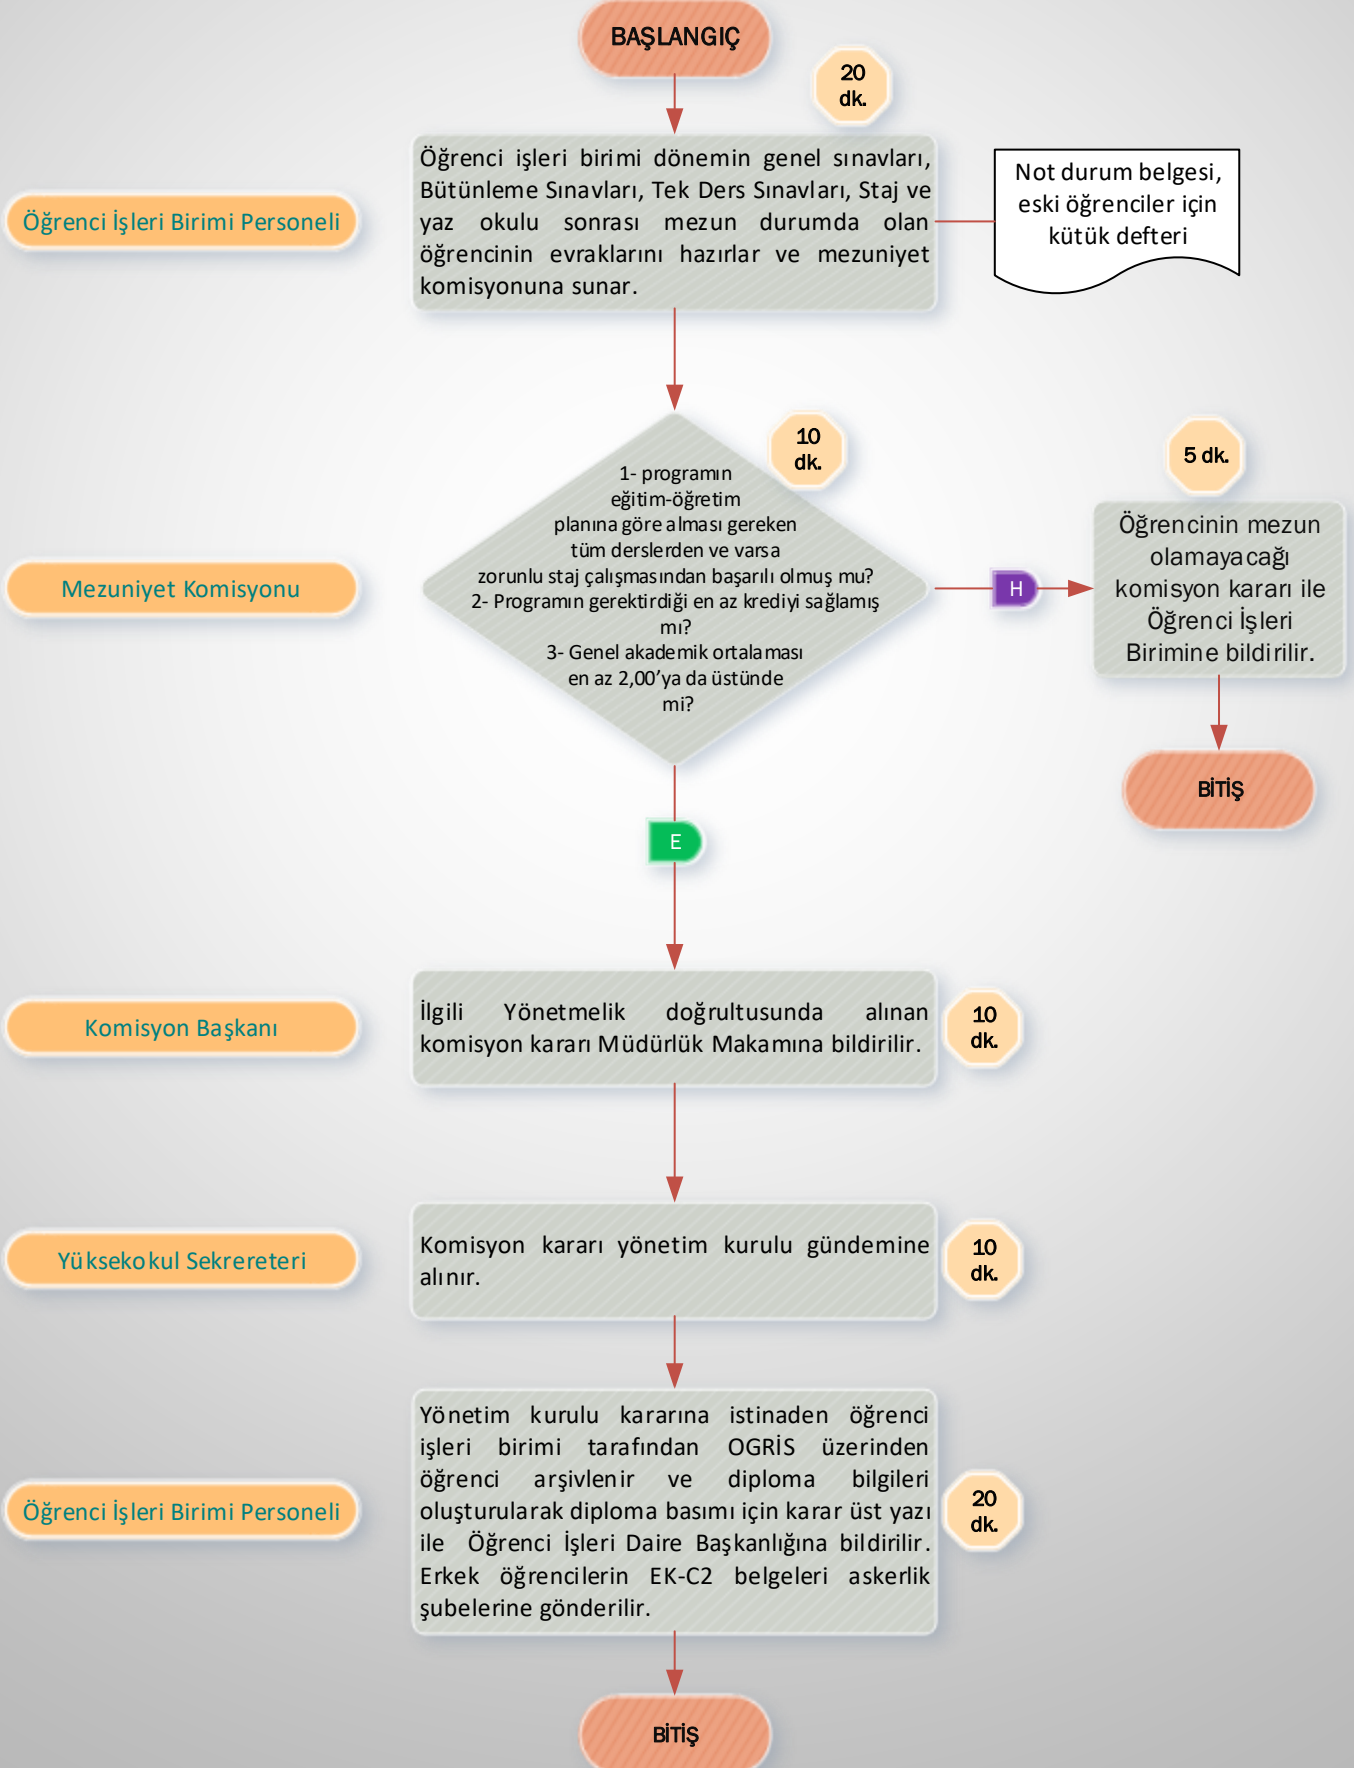 BAŞLANGIÇ
20
dk.
Öğrenci İşleri Birimi Personeli
Öğrenci işleri birimi dönemin genel sınavları,
Bütünleme Sınavları, Tek Ders Sınavları, Staj ve
yaz okulu sonrası mezun durumda olan
öğrencinin evraklarını hazırlar ve mezuniyet
komisyonuna sunar.
Not durum belgesi,
eski öğrenciler için
kütük defteri
Mezuniyet Komisyonu
10
dk.
1- programın
eğitim-öğretim
planına göre alması gereken
tüm derslerden ve varsa
zorunlu staj çalışmasından başarılı olmuş mu?
2- Programın gerektirdiği en az krediyi sağlamış
mı?
3- Genel akademik ortalaması
en az 2,00’ya da üstünde
mi?
H
5 dk.
Öğrencinin mezun
olamayacağı
komisyon kararı ile
Öğrenci İşleri
Birimine bildirilir.
BİTİŞ
E
Komisyon Başkanı
İlgili Yönetmelik doğrultusunda alınan
komisyon kararı Müdürlük Makamına bildirilir.
10
dk.
Yüksekokul Sekrereteri
Komisyon kararı yönetim kurulu gündemine
alınır.
10
dk.
Öğrenci İşleri Birimi Personeli
Yönetim kurulu kararına istinaden öğrenci
işleri birimi tarafından OGRİS üzerinden
öğrenci arşivlenir ve diploma bilgileri
oluşturularak diploma basımı için karar üst yazı
ile Öğrenci İşleri Daire Başkanlığına bildirilir.
Erkek öğrencilerin EK-C2 belgeleri askerlik
şubelerine gönderilir.
20
dk.
BİTİŞ